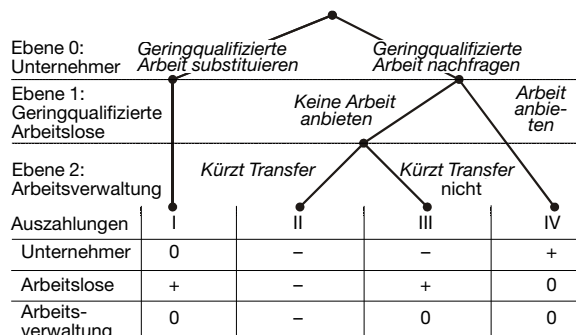 Ebene 0:
Unternehmer
Geringqualifizierte
Arbeit substituieren
Geringqualifizierte
Arbeit nachfragen
Ebene 1:
Geringqualifizierte
Arbeitslose
Keine Arbeit
anbieten
Arbeit
anbie-
ten
Ebene 2:
Arbeitsverwaltung
Kürzt Transfer
Kürzt Transfer
nicht
Auszahlungen I II III IV
Unternehmer 0 – – +
Arbeitslose + – + 0
Arbeits-
verwaltung 0 – 0 0